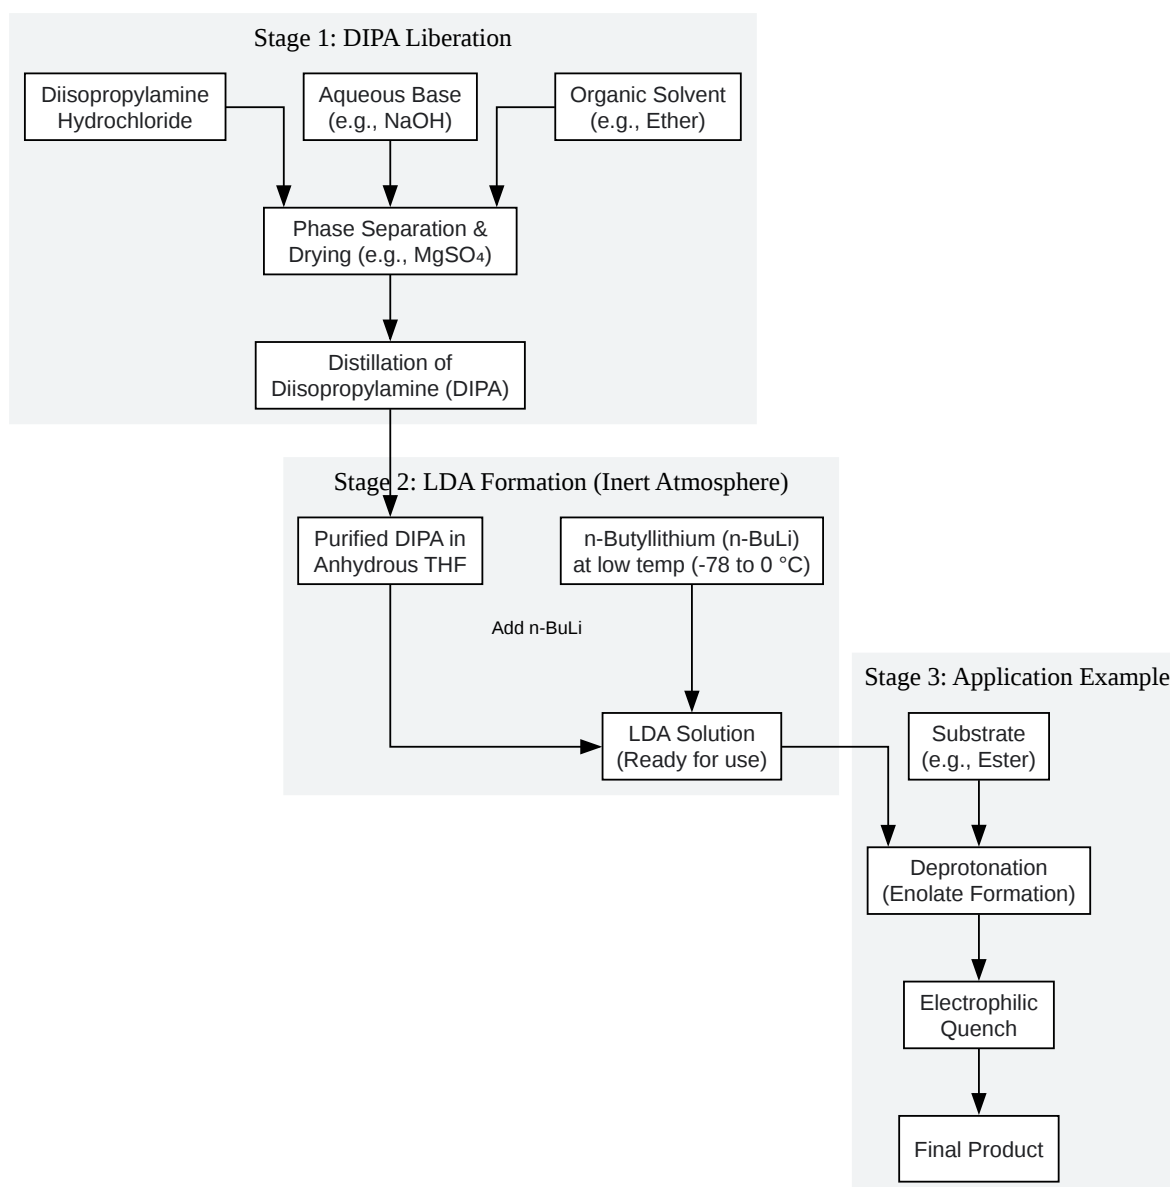 Stage 1: DIPA Liberation
Diisopropylamine
Hydrochloride
Aqueous Base
(e.g., NaOH)
Organic Solvent
(e.g., Ether)
Phase Separation &
Drying (e.g., MgSO₄)
Distillation of
Diisopropylamine (DIPA)
Stage 2: LDA Formation (Inert Atmosphere)
Purified DIPA in
Anhydrous THF
n-Butyllithium (n-BuLi)
at low temp (-78 to 0 °C)
Add n-BuLi
LDA Solution
(Ready for use)
Stage 3: Application Example
Substrate
(e.g., Ester)
Deprotonation
(Enolate Formation)
Electrophilic
Quench
Final Product